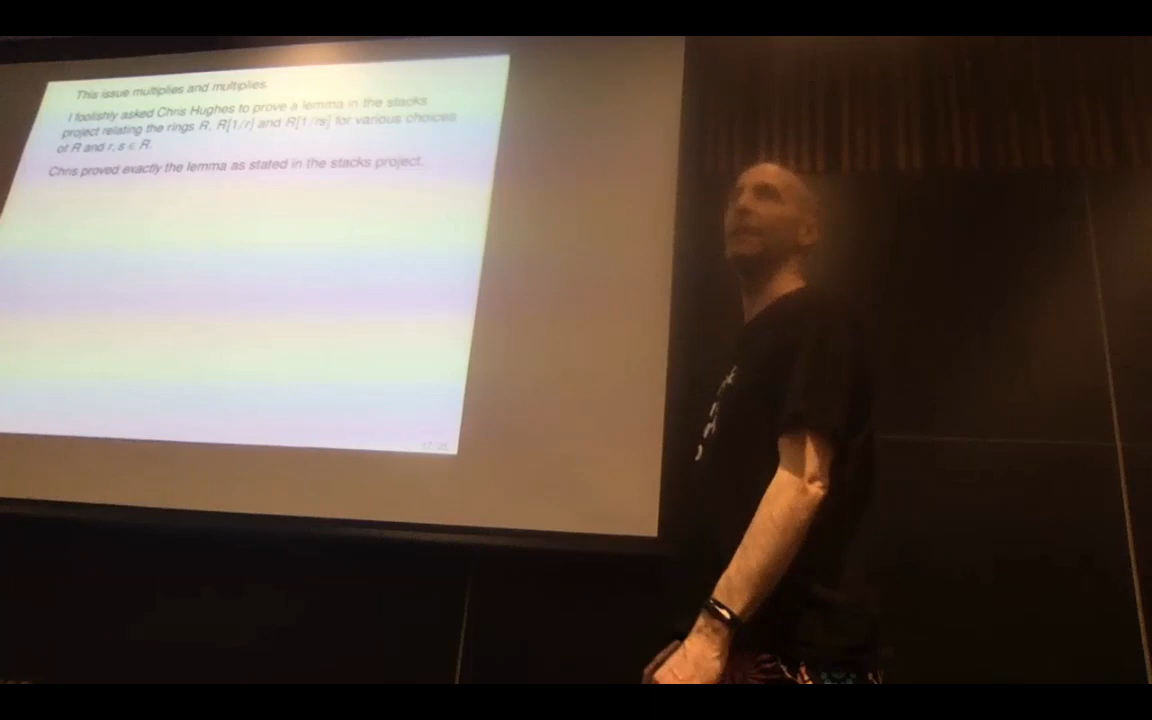 This issue multiplies and multiplies.
I foolishly asked Chris Hughes to prove a lemma in the stacks
project relating the rings R, R[1/r] and R[1/rs] for various choices
of R and r, s ∈ R.
Chris proved exactly the lemma as stated in the stacks project.